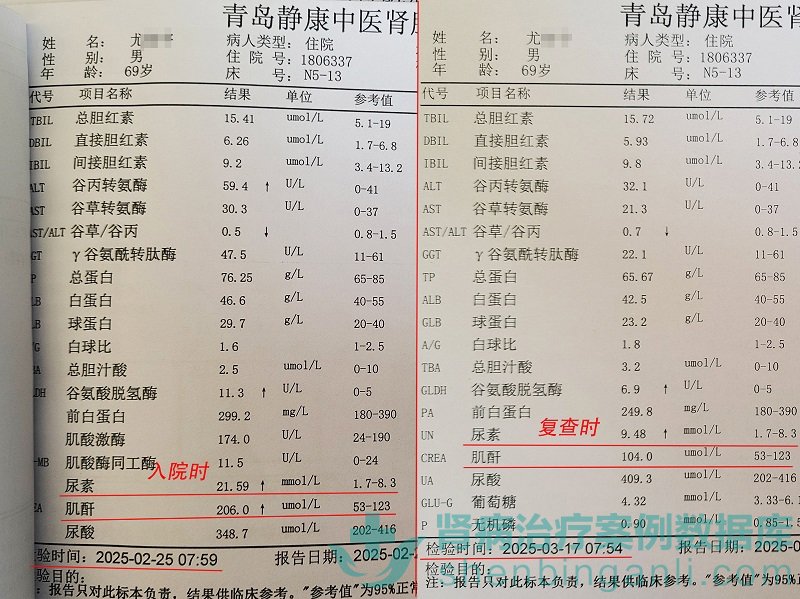 青岛静康中医肾
姓 名： 尤
病人类型： 住院
性 别： 男
住 院 号： 1806337
年 龄： 69岁
床 号： N5-13
代号 项目名称 结果 单位 参考值
TBIL 总胆红素 15.41 umol/L 5.1-19
DBIL 直接胆红素 6.26 umol/L 1.7-6.8
IBIL 间接胆红素 9.2 umol/L 3.4-13.2
ALT 谷丙转氨酶 59.4 ↑ U/L 0-41
AST 谷草转氨酶 30.3 U/L 0-37
AST/ALT 谷草/谷丙 0.5 ↓ 0.8-1.5
GGT γ谷氨酰转肽酶 47.5 U/L 11-61
P 总蛋白 76.25 g/L 65-85
LB 白蛋白 46.6 g/L 40-55
LB 球蛋白 29.7 g/L 20-40
/G 白球比 1.6 1-2.5
BA 总胆汁酸 2.5 umol/L 0-10
LDH 谷氨酸脱氢酶 11.3 ↑ U/L 0-5
前白蛋白 299.2 mg/L 180-390
肌酸激酶 174.0 U/L 24-190
-MB 肌酸酶同工酶 11.5 U/L 0-24
入院时
尿素 21.59 ↑ mmol/L 1.7-8.3
EA 肌酐 206.0 ↑ umol/L 53-123
尿酸 348.7 umol/L 202-416
验时间：2025-02-25 07:59 报告日期：2025-02-2
验目的：
：报告只对此标本负责，结果供临床参考。"参考值"为95%正常
青岛静康中医
姓 名： 尤
病人类型： 住院
性 别： 男
住 院 号： 1806337
年 龄： 69岁
床 号： N5-13
代号 项目名称 结果 单位 参考值
TBIL 总胆红素 15.72 umol/L 5.1-19
DBIL 直接胆红素 5.93 umol/L 1.7-6.8
IBIL 间接胆红素 9.8 umol/L 3.4-13.2
ALT 谷丙转氨酶 32.1 U/L 0-41
AST 谷草转氨酶 21.3 U/L 0-37
AST/ALT 谷草/谷丙 0.7 ↓ 0.8-1.5
GGT γ谷氨酰转肽酶 22.1 U/L 11-61
TP 总蛋白 65.67 g/L 65-85
ALB 白蛋白 42.5 g/L 40-55
GLB 球蛋白 23.2 g/L 20-40
A/G 白球比 1.8 1-2.5
TBA 总胆汁酸 3.2 umol/L 0-10
GLDH 谷氨酸脱氢酶 6.9 ↑ U/L 0-5
PA 前白蛋白 249.8 mg/L 180-390
复查时
UN 尿素 9.48 ↑ mmol/L 1.7-8.3
CREA 肌酐 104.0 umol/L 53-123
UA 尿酸 409.3 umol/L 202-416
GLU-G 葡萄糖 4.32 mmol/L 3.33-6.1
P 无机磷 0.90 mmol/L 0.85-1.5
检验时间：2025-03-17 07:54 报告日期：2025-0
检验目的：
注：报告只对此标本负责，结果供临床参考。"参考值"为95%
肾病治疗案例数据库
shenbinganli.com